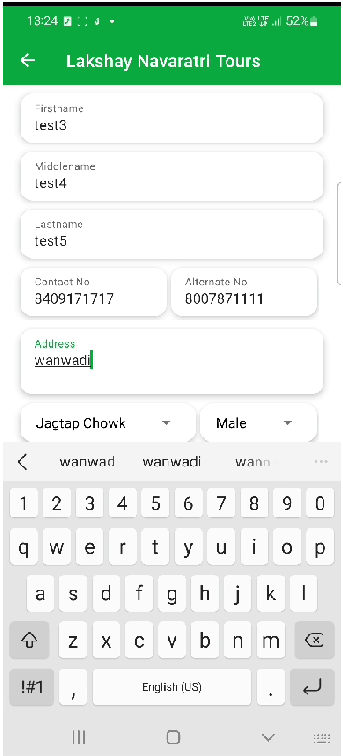 13:24 52%
Lakshay Navaratri Tours
Firstname
test3
Middlename
test4
Lastname
test5
Contact No Alternate No
8409171717 8007871111
Address
wanwadi
Jagtap Chowk Male
wanwad wanwadi wann
1 2 3 4 5 6 7 8 9 0
q w e r t y u i o p
a s d f g h j k l
z x c v b n m
!#1 , English (US) .